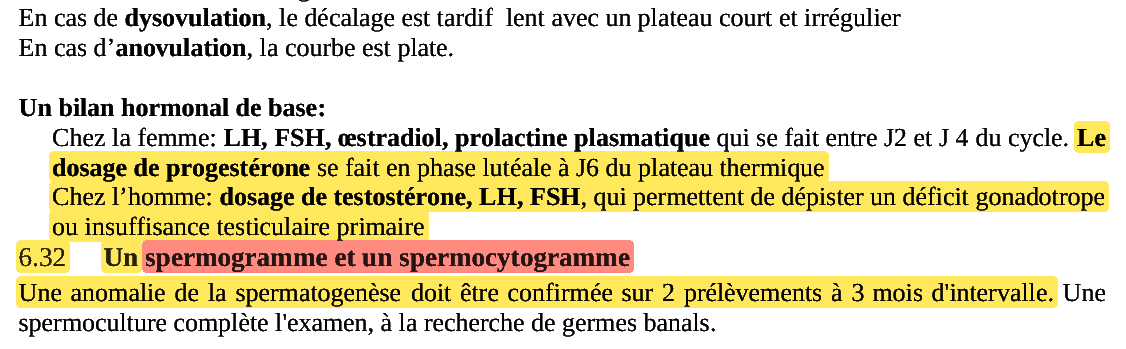 En cas de dysovulation, le décalage est tardif lent avec un plateau court et irrégulier
En cas d’anovulation, la courbe est plate.
Un bilan hormonal de base:
Chez la femme: LH, FSH, œstradiol, prolactine plasmatique qui se fait entre J2 et J 4 du cycle. Le
dosage de progestérone se fait en phase lutéale à J6 du plateau thermique
Chez l’homme: dosage de testostérone, LH, FSH, qui permettent de dépister un déficit gonadotrope
ou insuffisance testiculaire primaire
6.32 Un spermogramme et un spermocytogramme
Une anomalie de la spermatogenèse doit être confirmée sur 2 prélèvements à 3 mois d'intervalle. Une
spermoculture complète l'examen, à la recherche de germes banals.